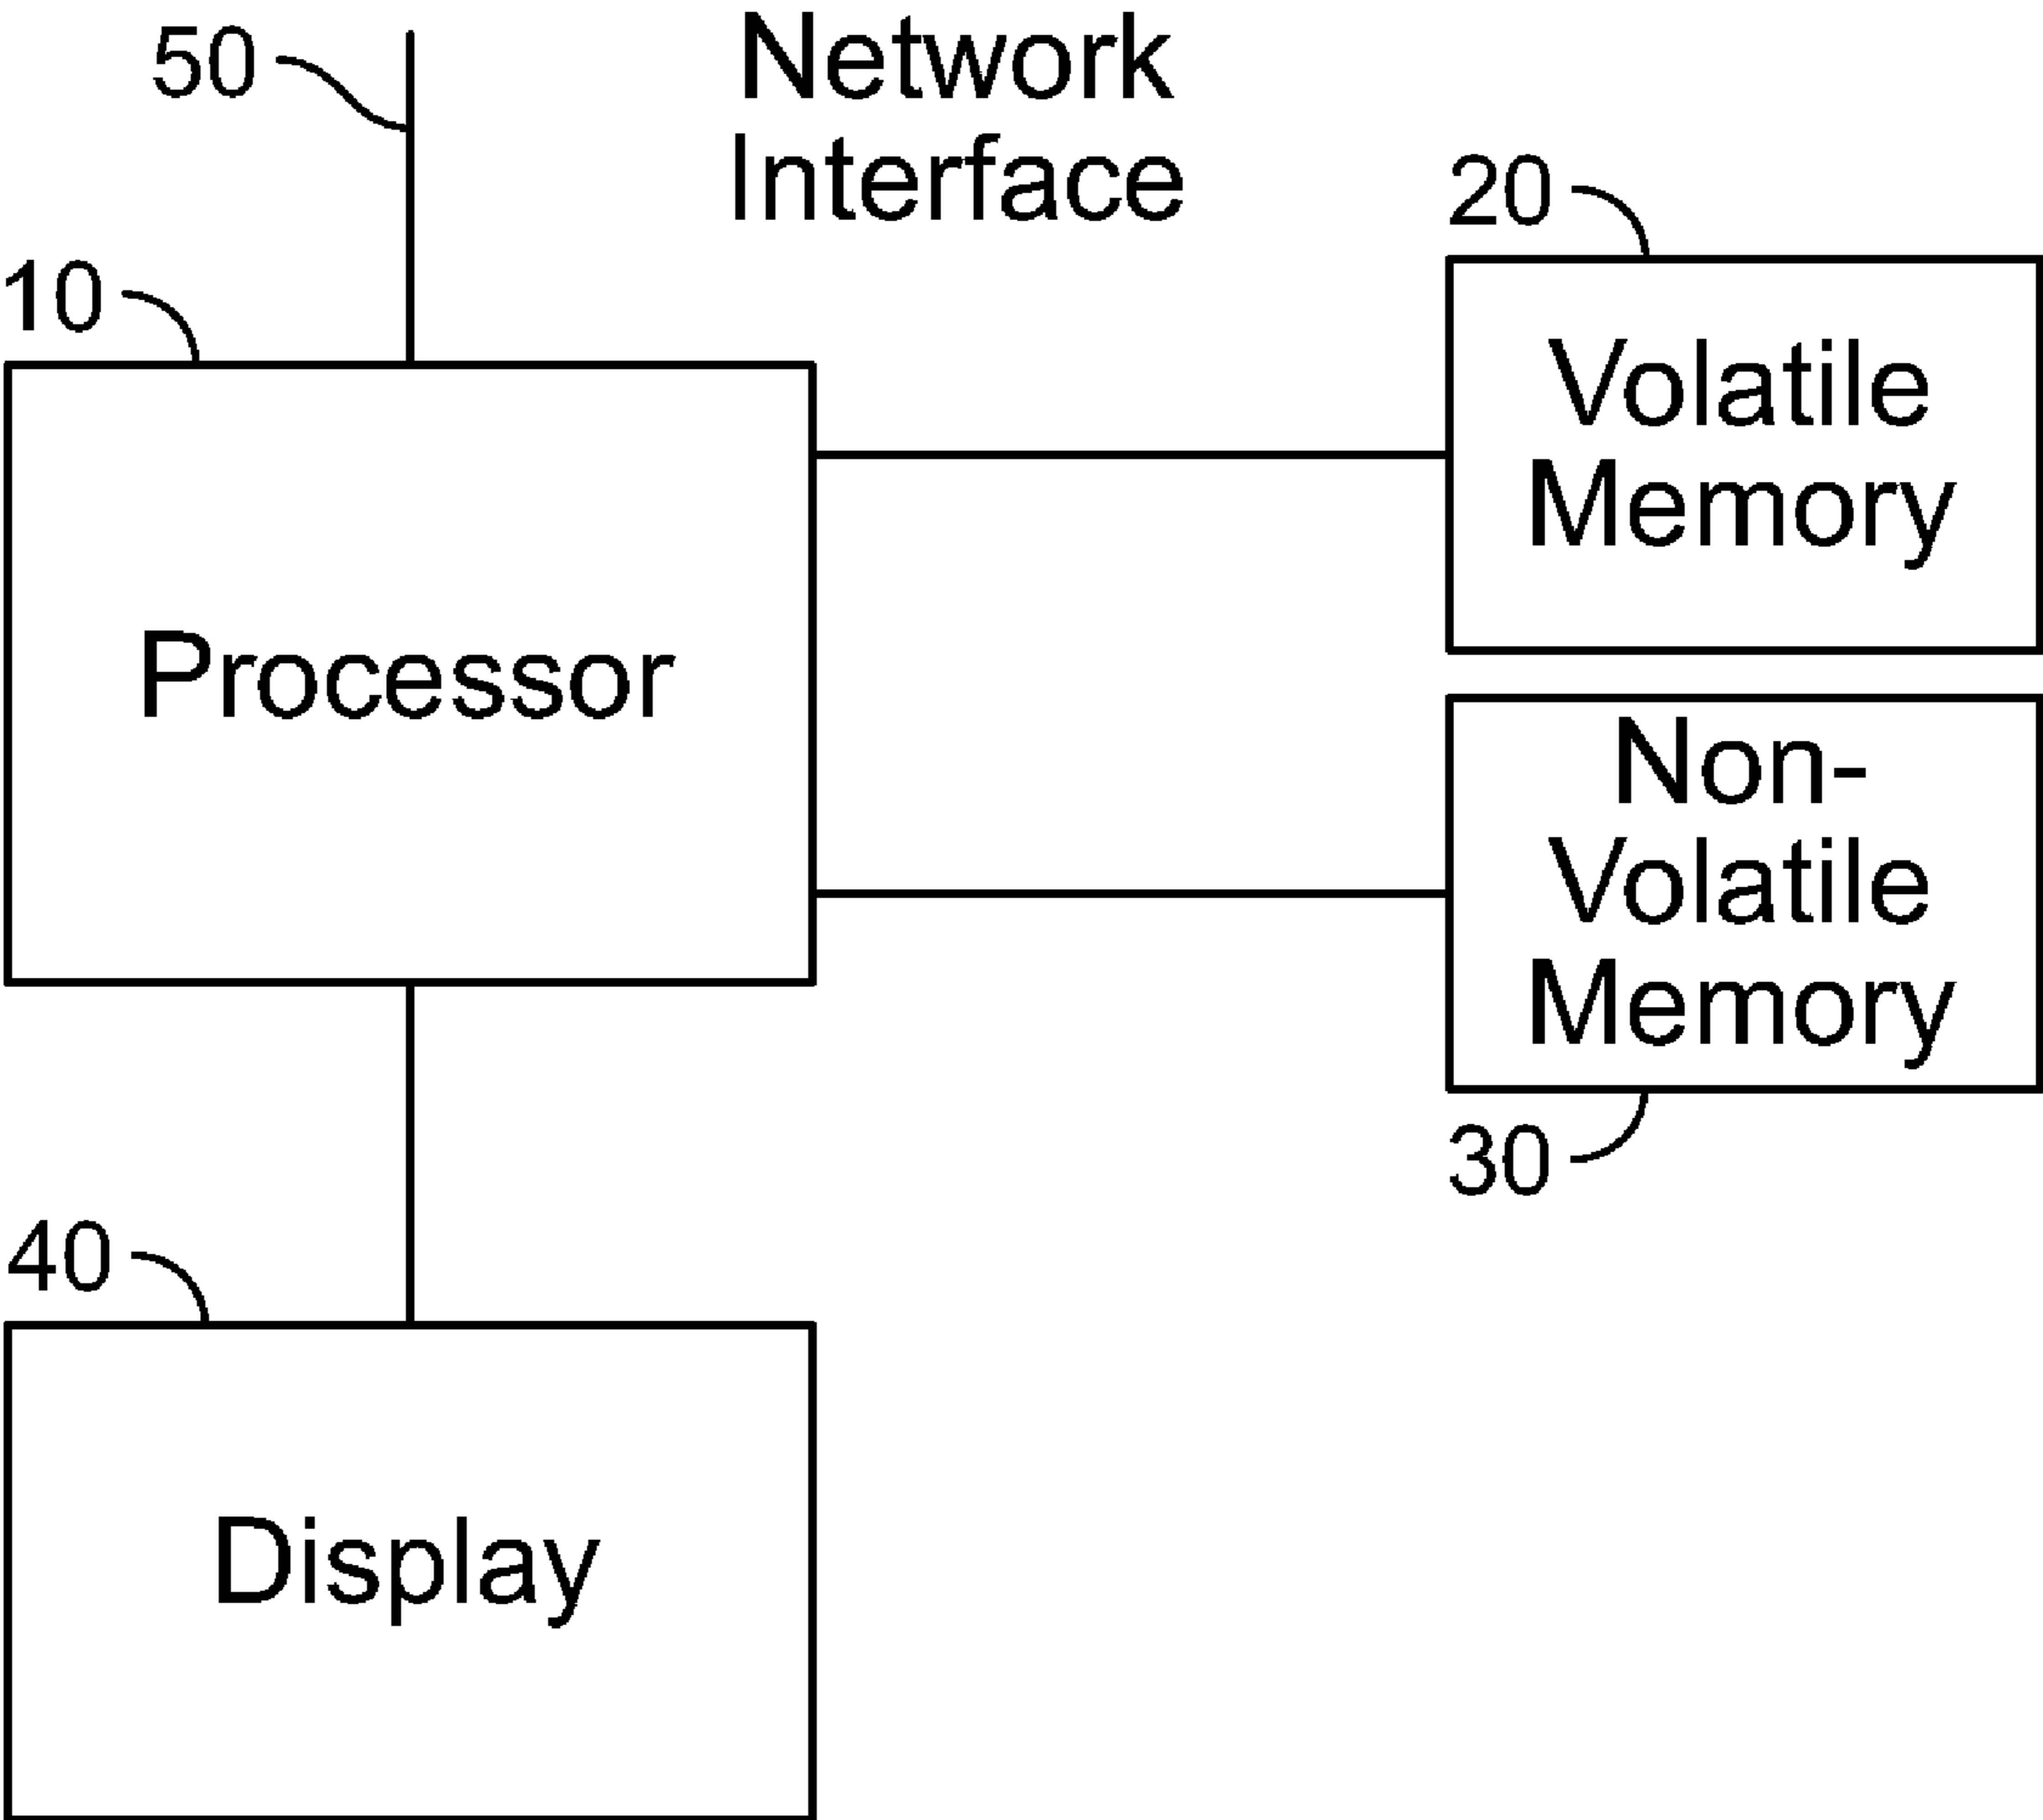 50
Network
Interface
20
10
Volatile
Memory
Processor
Non-
Volatile
Memory
30
40
Display